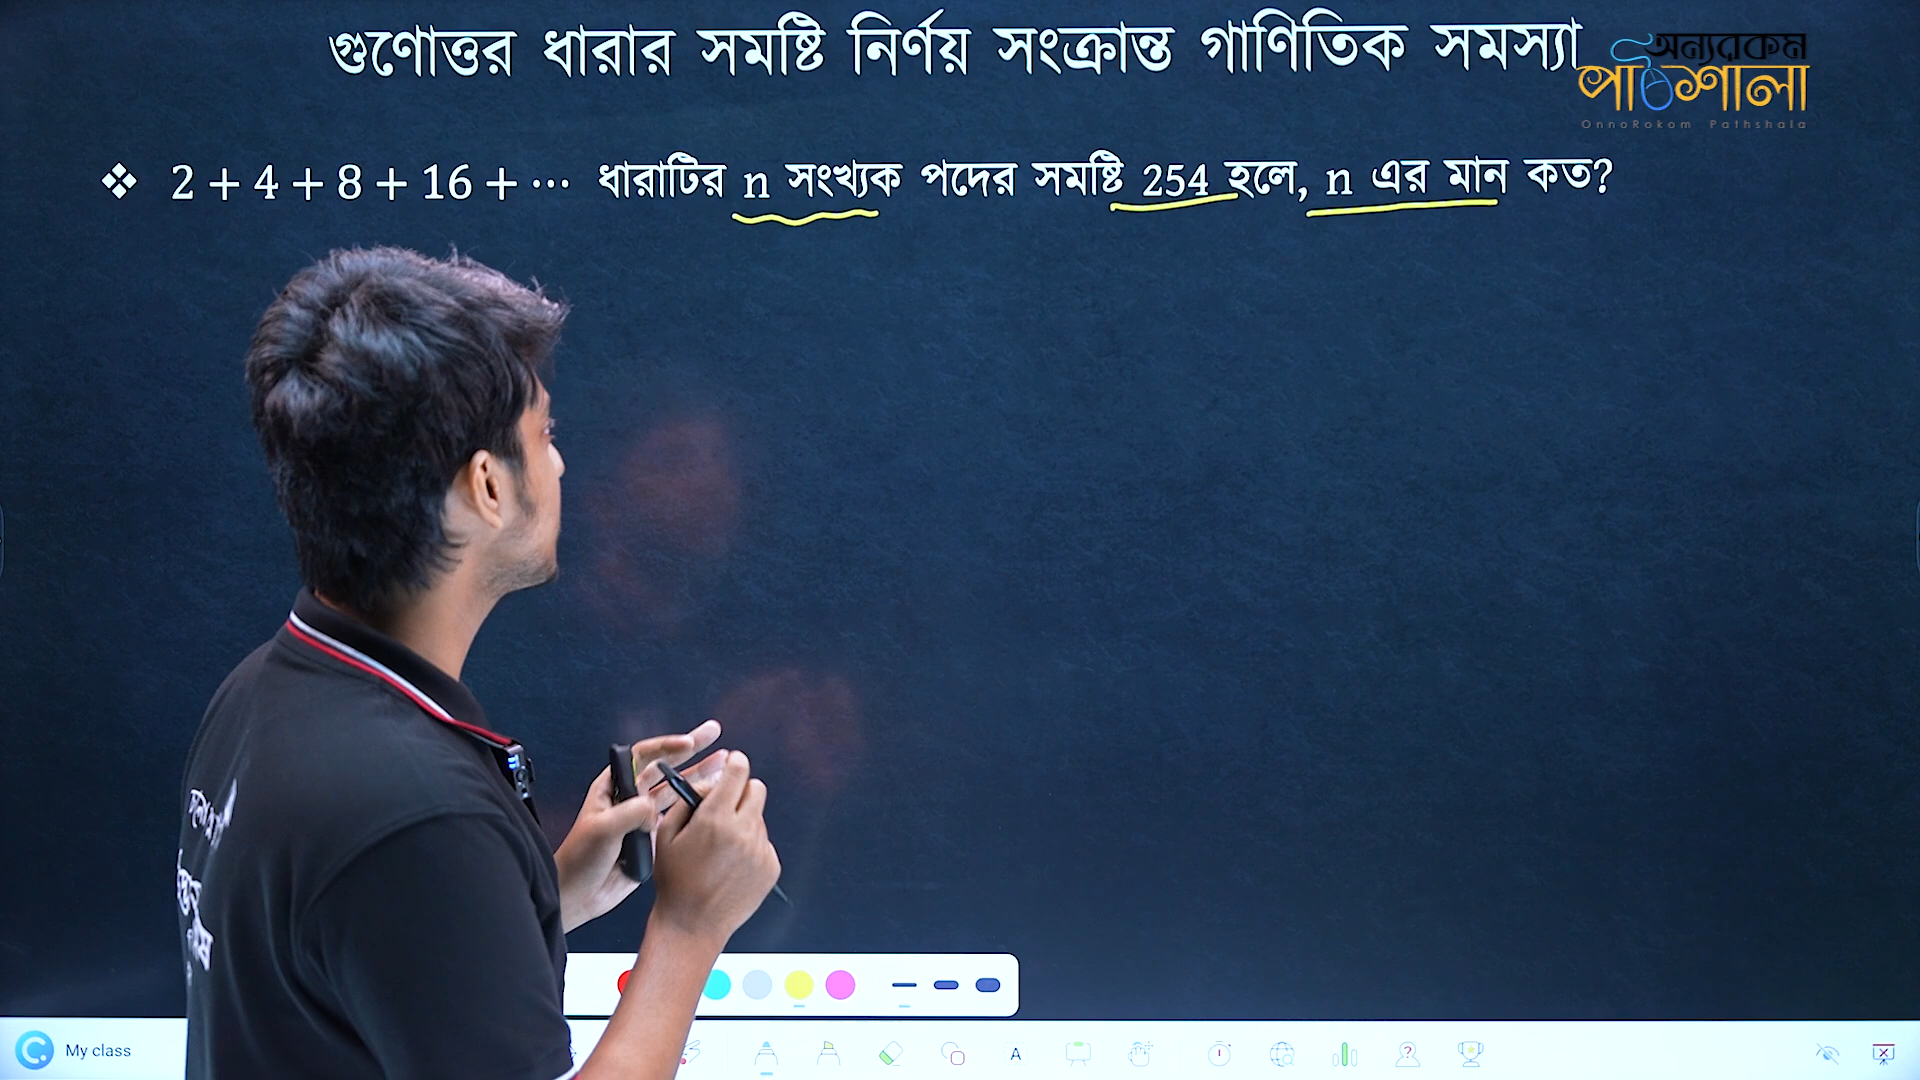 গুণোত্তর ধারার সমষ্টি নির্ণয় সংক্রান্ত গাণিতিক সমস্যা
অন্যরকম
পাঠশালা
OnnoRokom Pathshala
❖ 2 + 4 + 8 + 16 + ⋯ ধারাটির n সংখ্যক পদের সমষ্টি 254 হলে, n এর মান কত?
My class
A